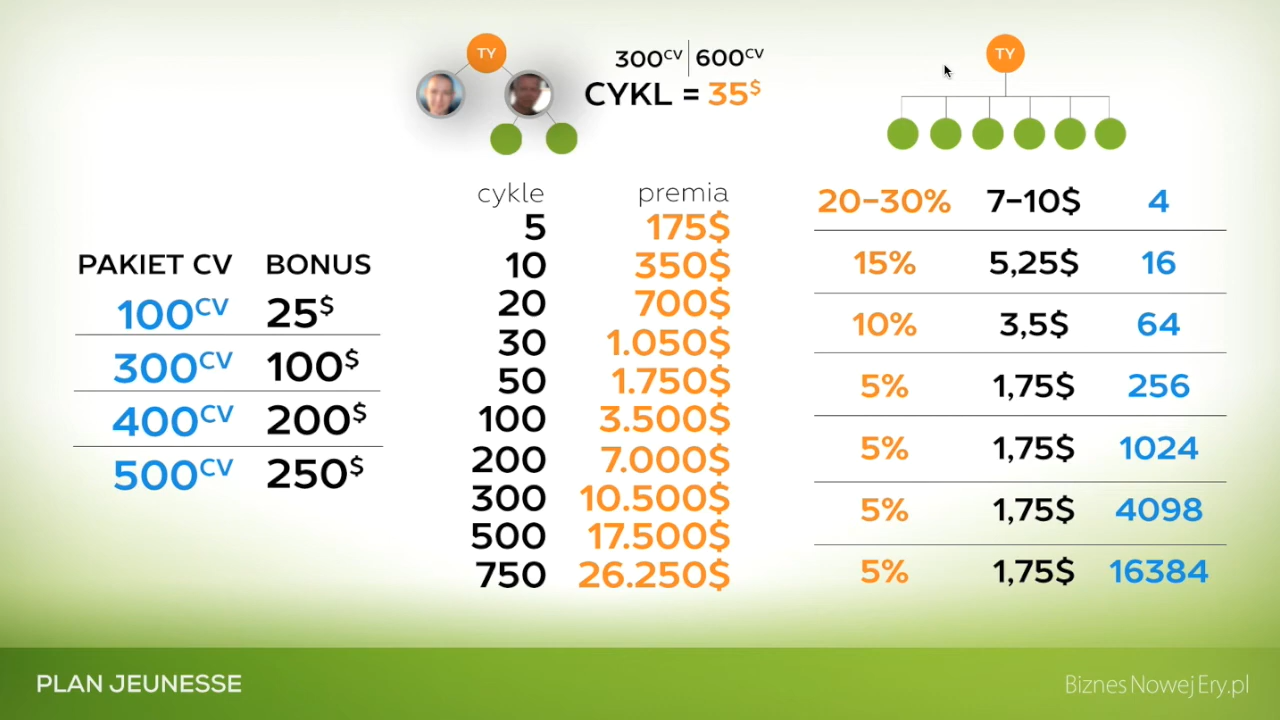 TY
300CV | 600CV
CYKL = 35$
TY
PAKIET CV BONUS
100CV 25$
300CV 100$
400CV 200$
500CV 250$
cykle premia
5 175$
10 350$
20 700$
30 1.050$
50 1.750$
100 3.500$
200 7.000$
300 10.500$
500 17.500$
750 26.250$
20–30% 7–10$ 4
15% 5,25$ 16
10% 3,5$ 64
5% 1,75$ 256
5% 1,75$ 1024
5% 1,75$ 4098
5% 1,75$ 16384
PLAN JEUNESSE
Biznes Nowej Ery.pl